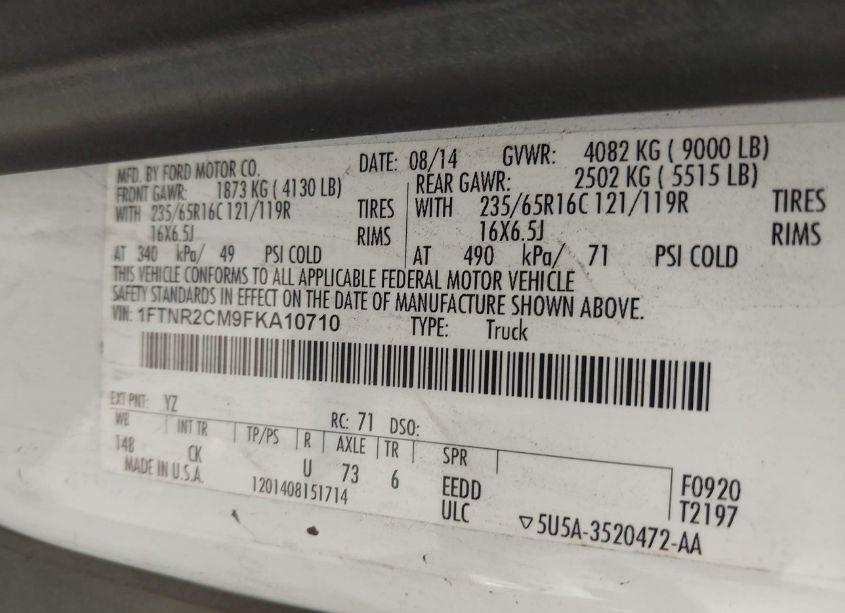 MFD. BY FORD MOTOR CO. DATE: 08/14 GVWR: 4082 KG ( 9000 LB)
FRONT GAWR: 1873 KG ( 4130 LB) REAR GAWR: 2502 KG ( 5515 LB)
WITH 235/65R16C 121/119R TIRES WITH 235/65R16C 121/119R TIRES
16X6.5J RIMS 16X6.5J RIMS
AT 340 kPa/ 49 PSI COLD AT 490 kPa/ 71 PSI COLD
THIS VEHICLE CONFORMS TO ALL APPLICABLE FEDERAL MOTOR VEHICLE
SAFETY STANDARDS IN EFFECT ON THE DATE OF MANUFACTURE SHOWN ABOVE.
VIN: 1FTNR2CM9FKA10710 TYPE: Truck
EXT PNT: YZ RC: 71 DSO:
WB INT TR TP/PS R AXLE TR SPR
148 CK U 73 6 EEDD F0920
MADE IN U.S.A. 1201408151714 ULC T2197
▽5U5A-3520472-AA